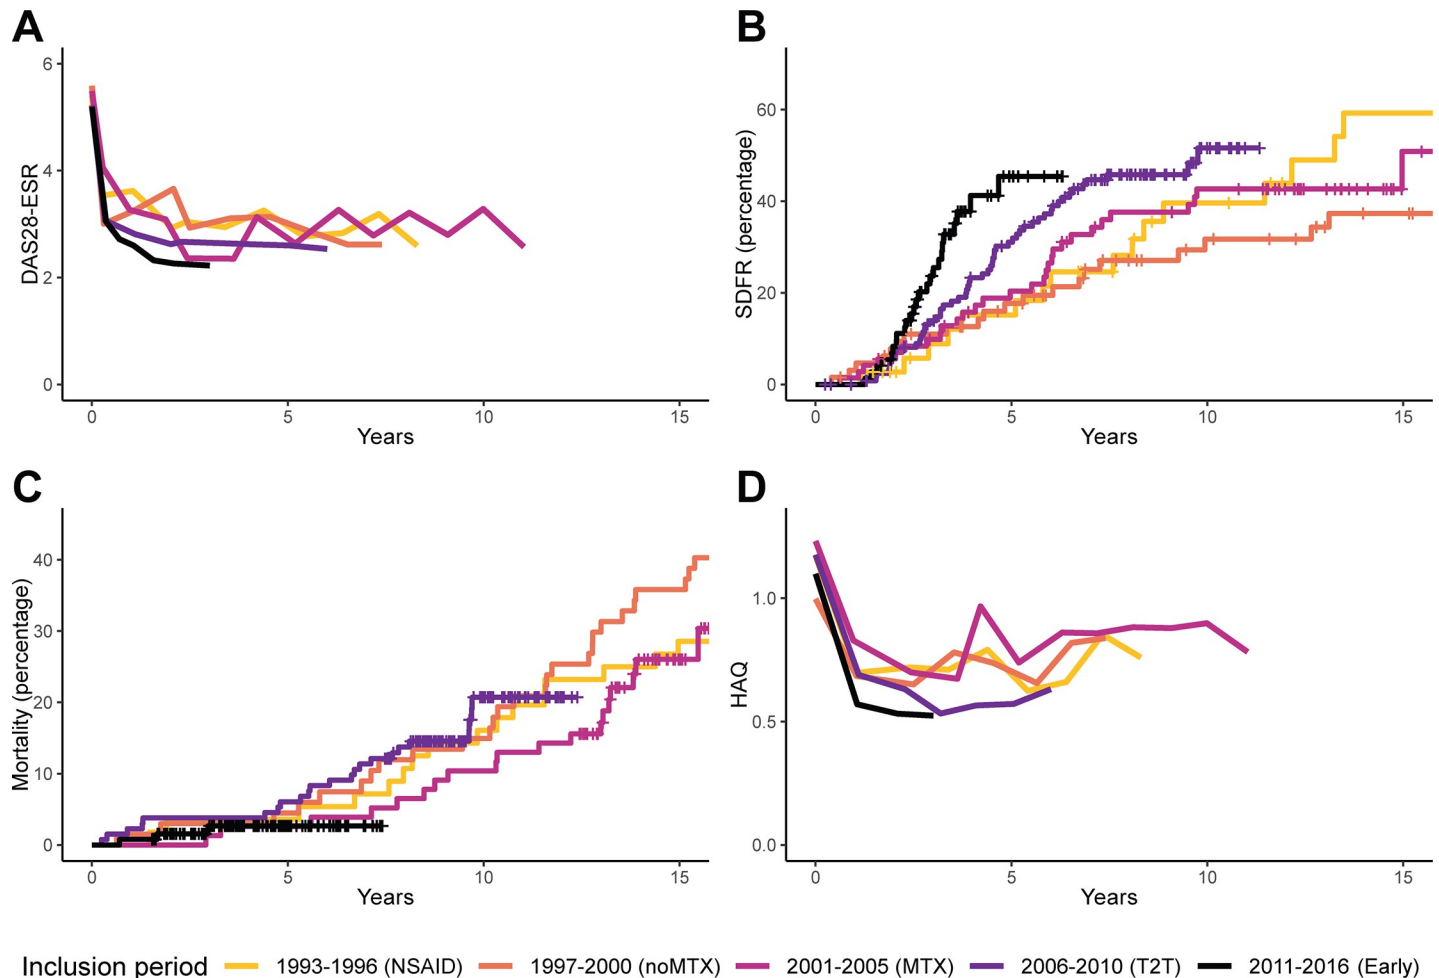 A
DAS28-ESR
6
4
2
0
0 5 10 15
Years
B
SDFR (percentage)
60
40
20
0
0 5 10 15
Years
C
Mortality (percentage)
40
30
20
10
0
0 5 10 15
Years
D
HAQ
1.0
0.5
0.0
0 5 10 15
Years
Inclusion period 1993-1996 (NSAID) 1997-2000 (noMTX) 2001-2005 (MTX) 2006-2010 (T2T) 2011-2016 (Early)